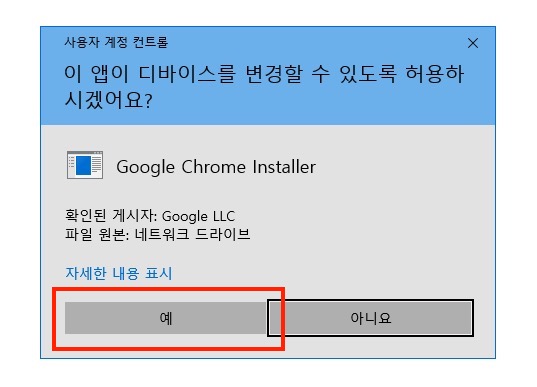 사용자 계정 컨트롤
이 앱이 디바이스를 변경할 수 있도록 허용하
시겠어요?
Google Chrome Installer
확인된 게시자: Google LLC
파일 원본: 네트워크 드라이브
자세한 내용 표시
예
아니요